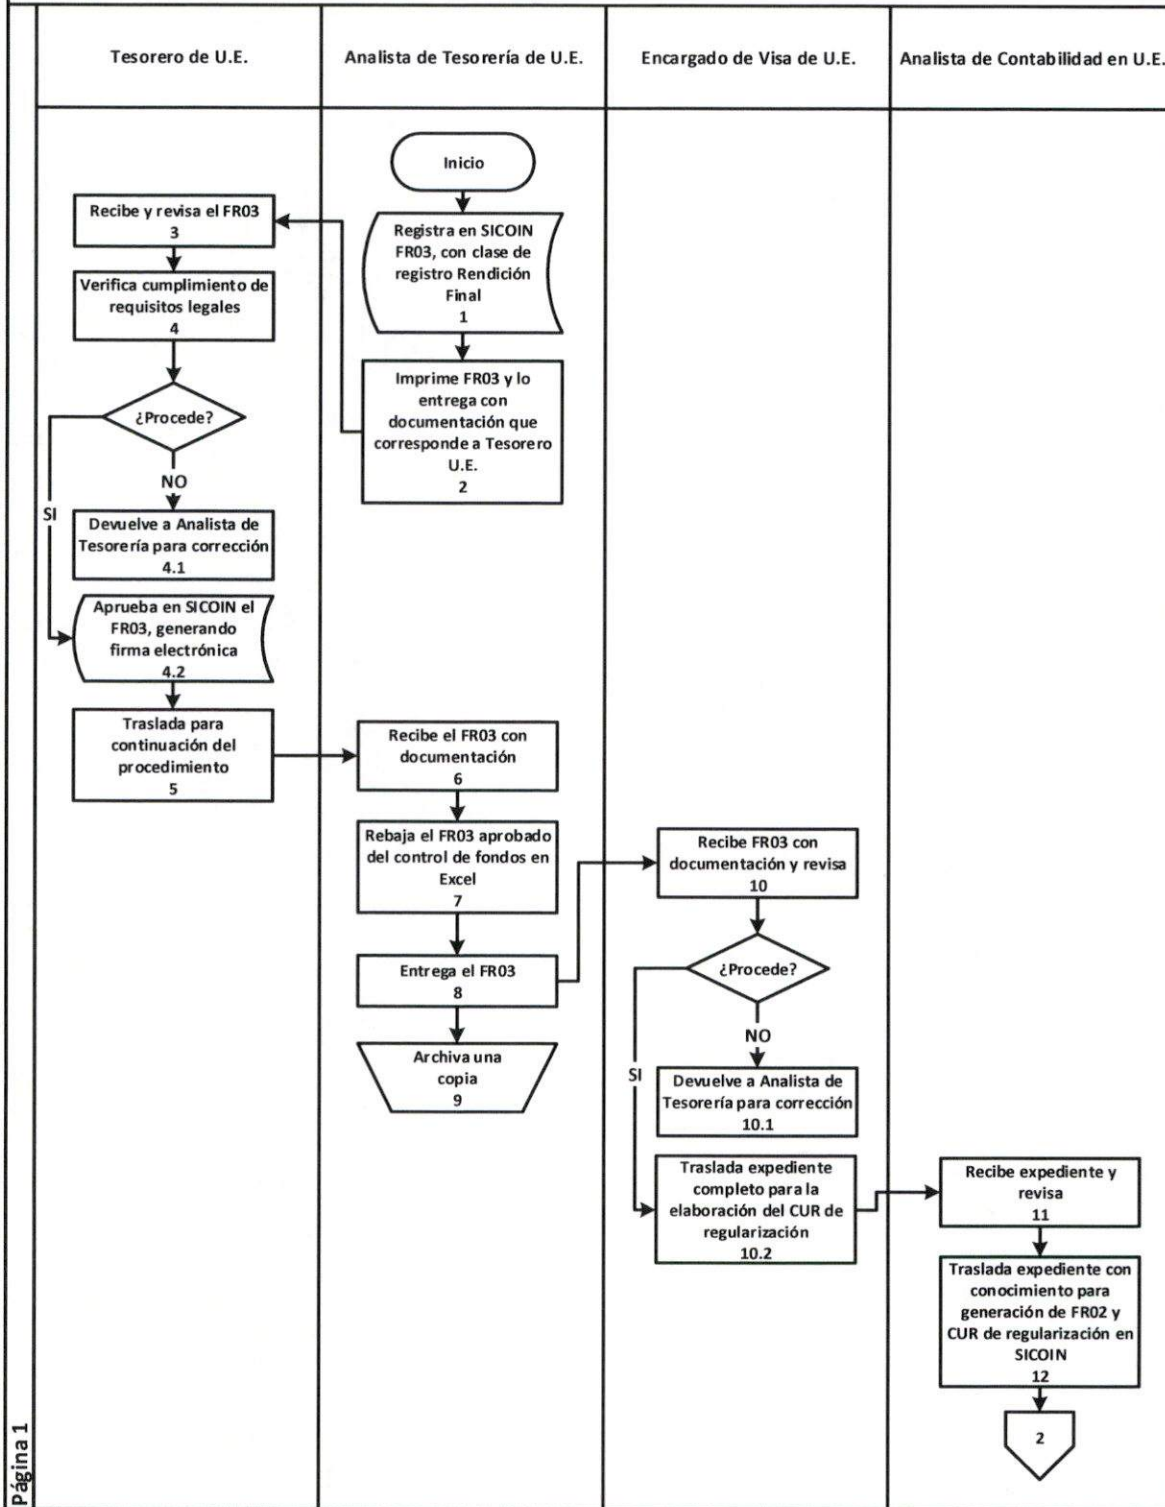 Tesorero de U.E.
Analista de Tesorería de U.E.
Encargado de Visa de U.E.
Analista de Contabilidad en U.E.
Inicio
Registra en SICOIN
FR03, con clase de
registro Rendición
Final
1
Imprime FR03 y lo
entrega con
documentación que
corresponde a Tesorero
U.E.
2
Recibe y revisa el FR03
3
Verifica cumplimiento de
requisitos legales
4
¿Procede?
NO
SI
Devuelve a Analista de
Tesorería para corrección
4.1
Aprueba en SICOIN el
FR03, generando
firma electrónica
4.2
Traslada para
continuación del
procedimiento
5
Recibe el FR03 con
documentación
6
Rebaja el FR03 aprobado
del control de fondos en
Excel
7
Entrega el FR03
8
Archiva una
copia
9
Recibe FR03 con
documentación y revisa
10
¿Procede?
NO
SI
Devuelve a Analista de
Tesorería para corrección
10.1
Traslada expediente
completo para la
elaboración del CUR de
regularización
10.2
Recibe expediente y
revisa
11
Traslada expediente con
conocimiento para
generación de FR02 y
CUR de regularización en
SICOIN
12
2
Página 1